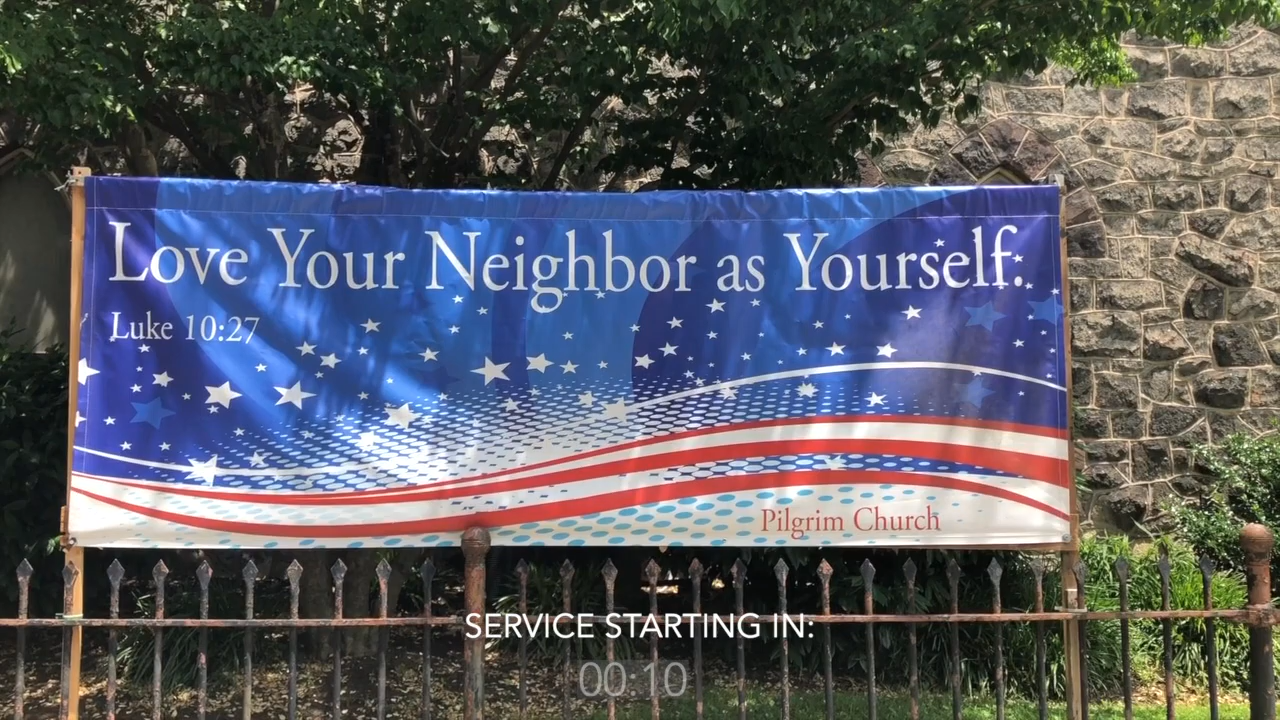 Love Your Neighbor as Yourself.
Luke 10:27
Pilgrim Church
SERVICE STARTING IN:
00:10